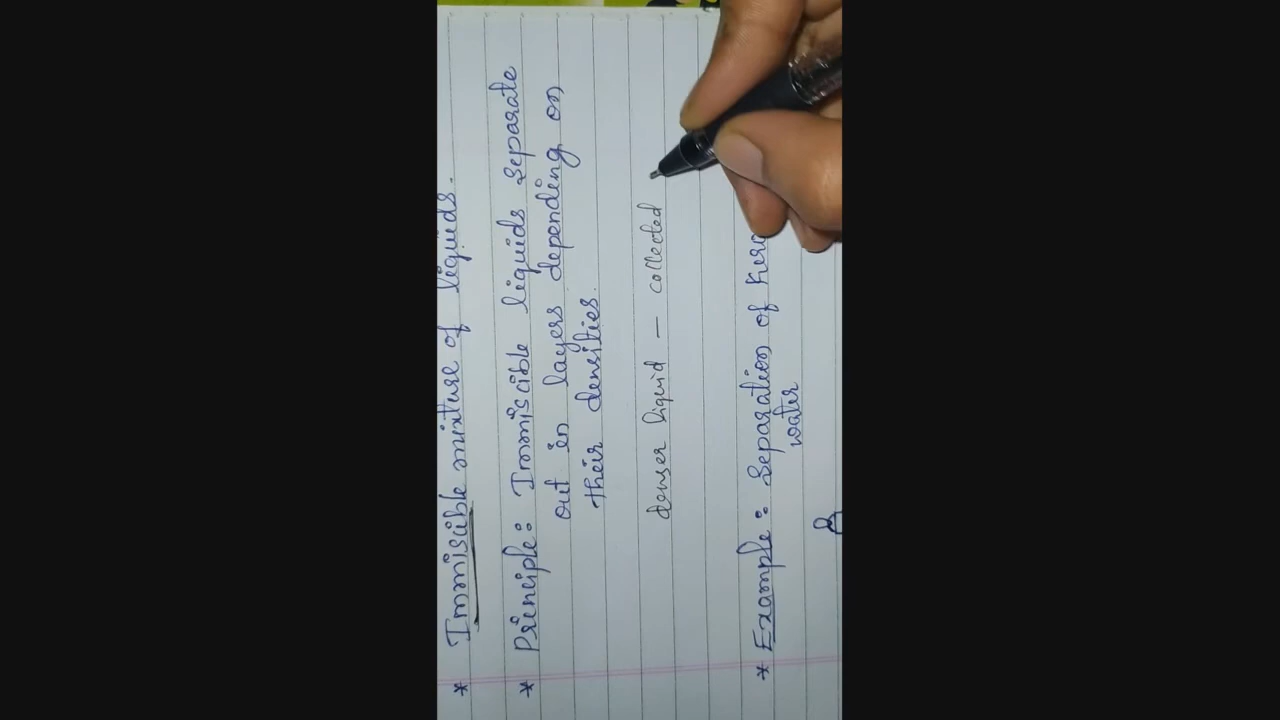 * Immiscible mixture of liquids.
* Principle: Immiscible liquids separate
out in layers depending on
their densities.
denser liquid — collected
* Example: Separation of
water